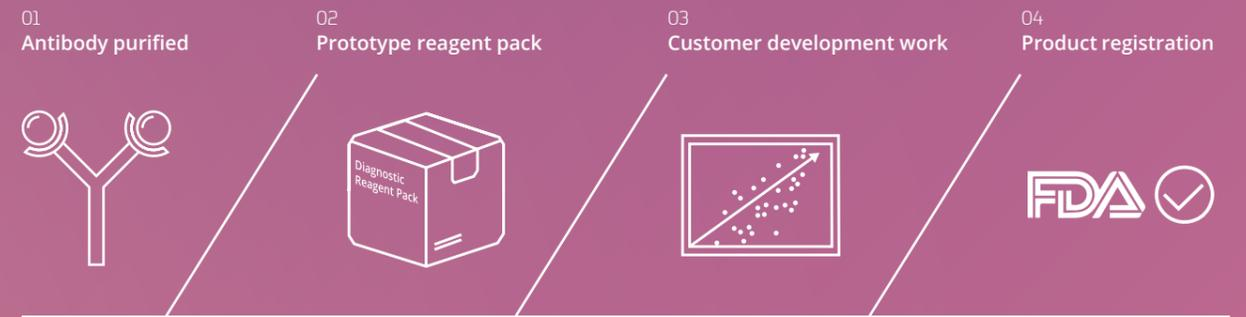 01
Antibody purified
02
Prototype reagent pack
Diagnostic
Reagent Pack
03
Customer development work
04
Product registration
FDA